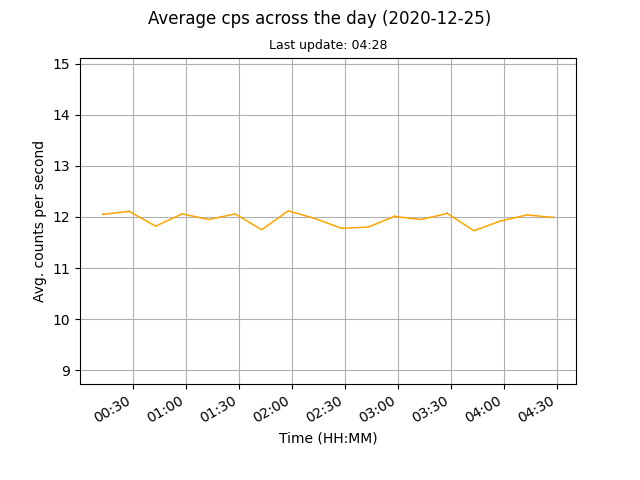 Average cps across the day (2020-12-25)
Last update: 04:28
15
14
13
12
11
10
9
Avg. counts per second
00:30 01:00 01:30 02:00 02:30 03:00 03:30 04:00 04:30
Time (HH:MM)